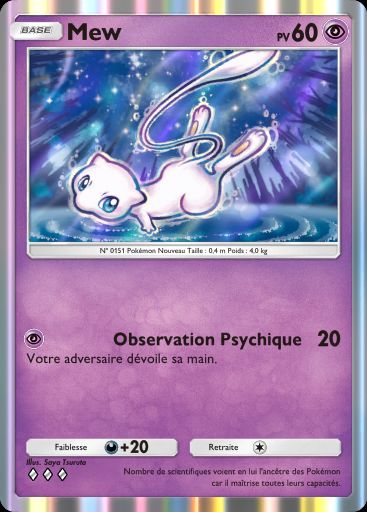 BASE Mew PV 60
N° 0151 Pokémon Nouveau Taille : 0,4 m Poids : 4,0 kg
Observation Psychique 20
Votre adversaire dévoile sa main.
Faiblesse +20 Retraite
Illus. Saya Tsuruta
Nombre de scientifiques voient en lui l'ancêtre des Pokémon
car il maîtrise toutes leurs capacités.